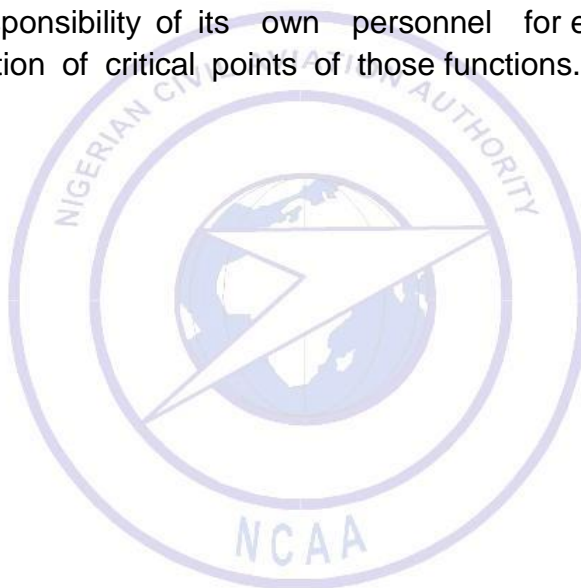 ponsibility of its own personnel for e
tion of critical points of those functions.
NIGERIAN CIVIL AVIATION AUTHORITY
NCAA